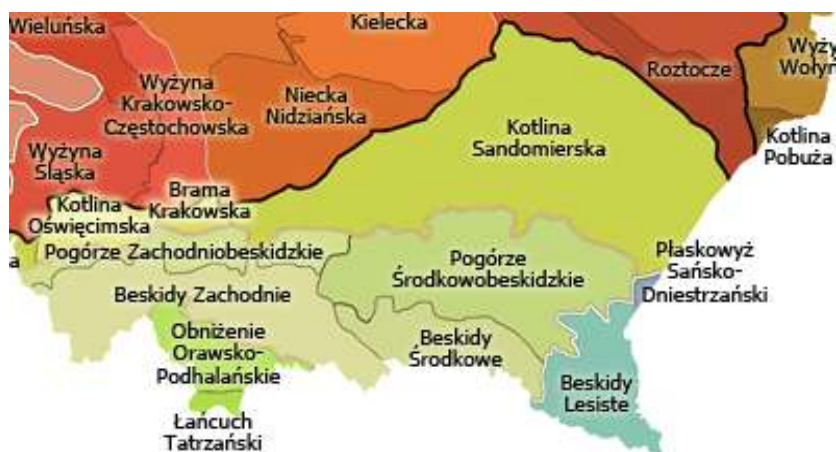 Wieluńska
Kielecka
Wyżyna
Krakowsko-
Częstochowska
Niecka
Nidziańska
Roztocze
Wyży
Wołyń
Kotlina
Sandomierska
Kotlina
Pobuża
Wyżyna
Śląska
Brama
Krakowska
Kotlina
Oświęcimska
a
Pogórze Zachodniobeskidzkie
Pogórze
Środkowobeskidzkie
Płaskowyż
Sańsko-
Dniestrzański
Beskidy Zachodnie
Obniżenie
Orawsko-
Podhalańskie
Beskidy
Środkowe
Beskidy
Lesiste
Łańcuch
Tatrzański